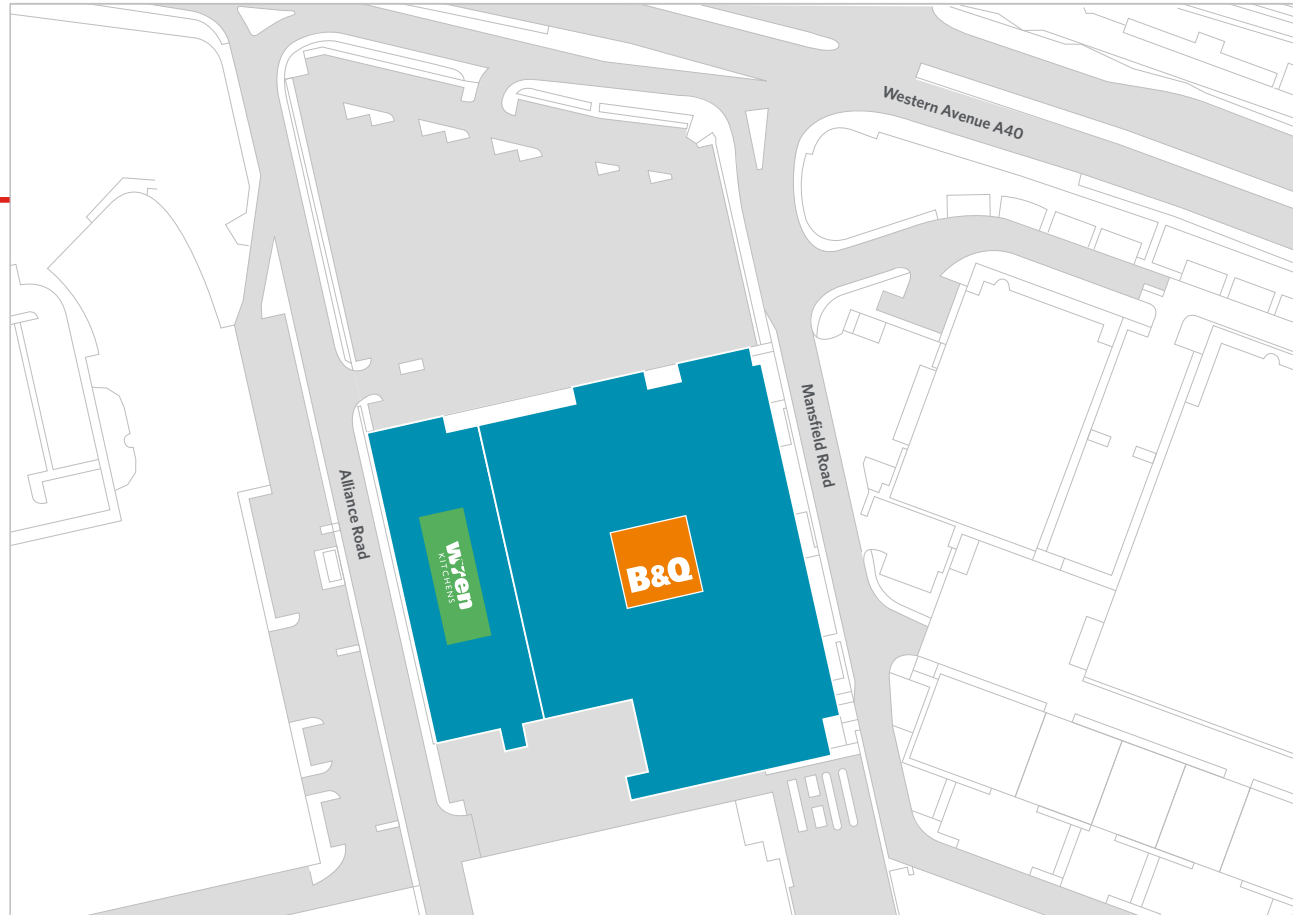 Western Avenue A40
Mansfield Road
Alliance Road
wren
KITCHENS
B&Q